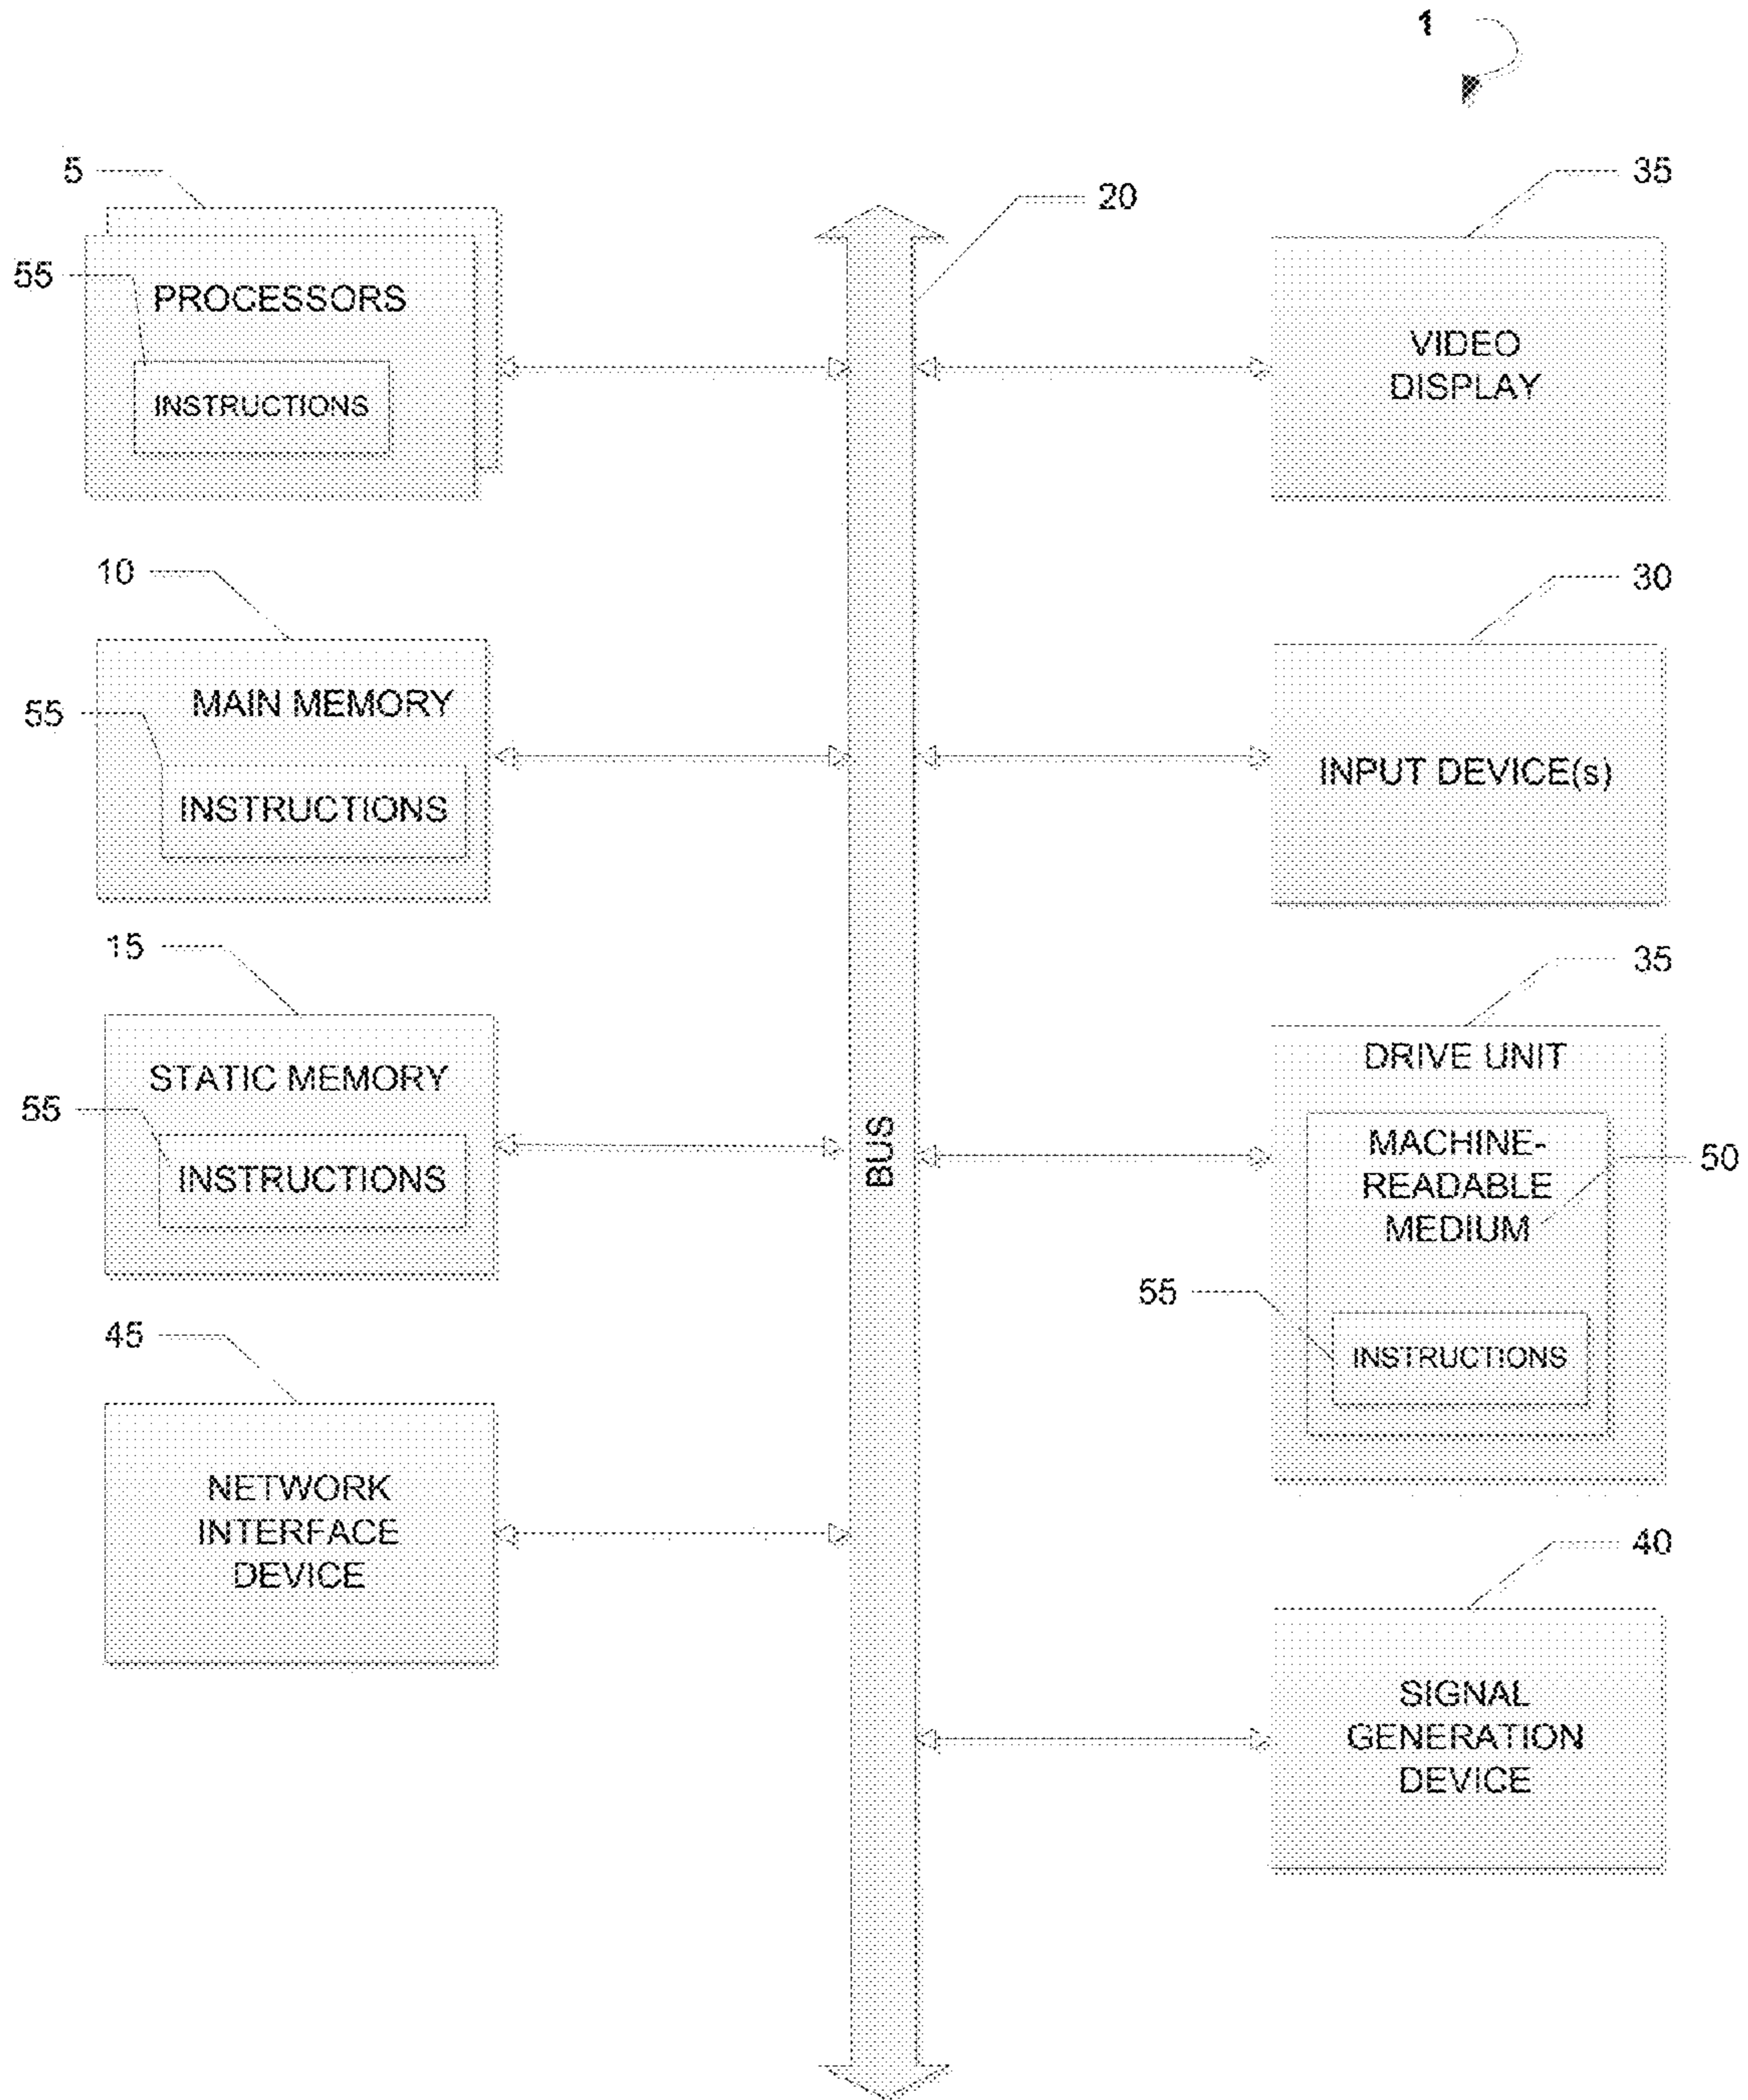 1
5
55
PROCESSORS
INSTRUCTIONS
10
55
MAIN MEMORY
INSTRUCTIONS
15
55
STATIC MEMORY
INSTRUCTIONS
45
NETWORK
INTERFACE
DEVICE
20
BUS
35
VIDEO
DISPLAY
30
INPUT DEVICE(s)
35
DRIVE UNIT
MACHINE-
READABLE
MEDIUM
50
55
INSTRUCTIONS
40
SIGNAL
GENERATION
DEVICE